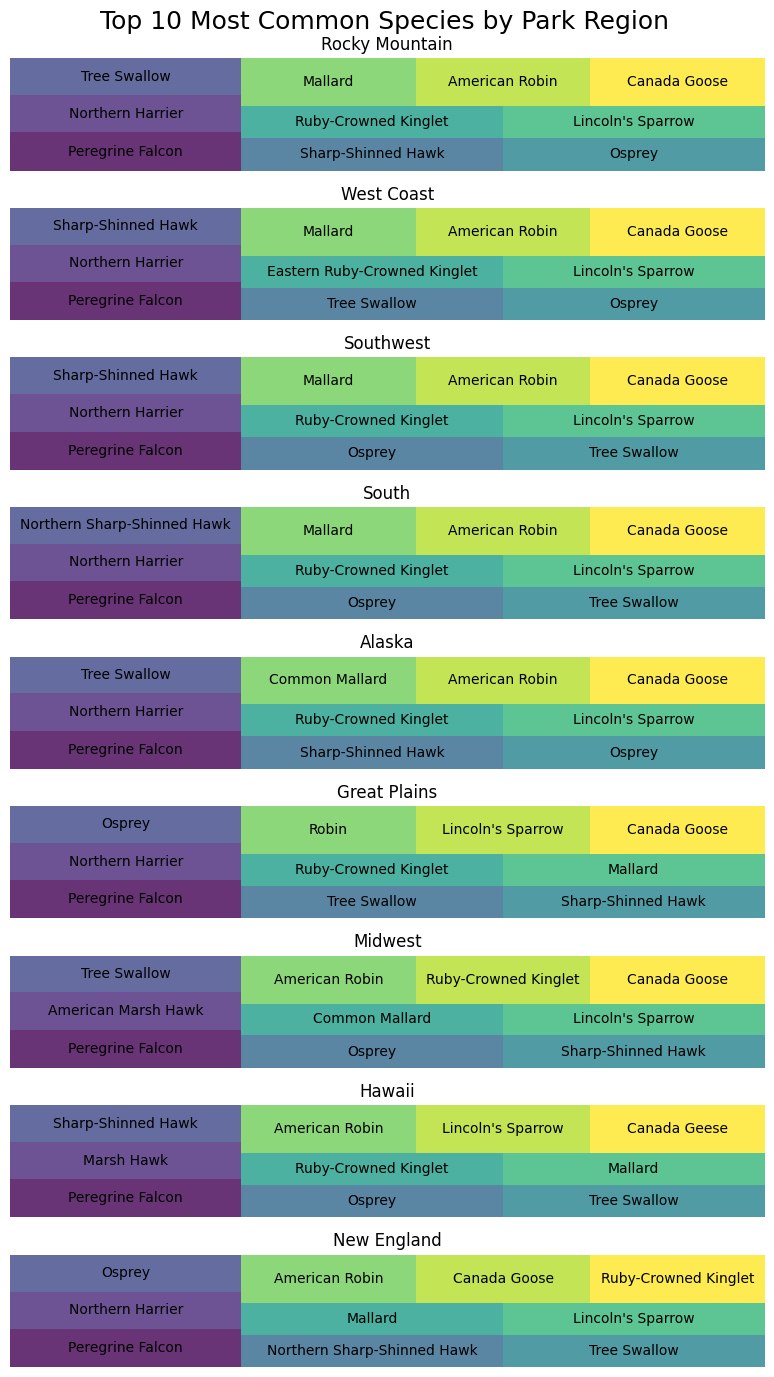 Top 10 Most Common Species by Park Region
Rocky Mountain
Tree Swallow
Mallard
American Robin
Canada Goose
Northern Harrier
Ruby-Crowned Kinglet
Lincoln's Sparrow
Peregrine Falcon
Sharp-Shinned Hawk
Osprey
West Coast
Sharp-Shinned Hawk
Mallard
American Robin
Canada Goose
Northern Harrier
Eastern Ruby-Crowned Kinglet
Lincoln's Sparrow
Peregrine Falcon
Tree Swallow
Osprey
Southwest
Sharp-Shinned Hawk
Mallard
American Robin
Canada Goose
Northern Harrier
Ruby-Crowned Kinglet
Lincoln's Sparrow
Peregrine Falcon
Osprey
Tree Swallow
South
Northern Sharp-Shinned Hawk
Mallard
American Robin
Canada Goose
Northern Harrier
Ruby-Crowned Kinglet
Lincoln's Sparrow
Peregrine Falcon
Osprey
Tree Swallow
Alaska
Tree Swallow
Common Mallard
American Robin
Canada Goose
Northern Harrier
Ruby-Crowned Kinglet
Lincoln's Sparrow
Peregrine Falcon
Sharp-Shinned Hawk
Osprey
Great Plains
Osprey
Robin
Lincoln's Sparrow
Canada Goose
Northern Harrier
Ruby-Crowned Kinglet
Mallard
Peregrine Falcon
Tree Swallow
Sharp-Shinned Hawk
Midwest
Tree Swallow
American Robin
Ruby-Crowned Kinglet
Canada Goose
American Marsh Hawk
Common Mallard
Lincoln's Sparrow
Peregrine Falcon
Osprey
Sharp-Shinned Hawk
Hawaii
Sharp-Shinned Hawk
American Robin
Lincoln's Sparrow
Canada Geese
Marsh Hawk
Ruby-Crowned Kinglet
Mallard
Peregrine Falcon
Osprey
Tree Swallow
New England
Osprey
American Robin
Canada Goose
Ruby-Crowned Kinglet
Northern Harrier
Mallard
Lincoln's Sparrow
Peregrine Falcon
Northern Sharp-Shinned Hawk
Tree Swallow